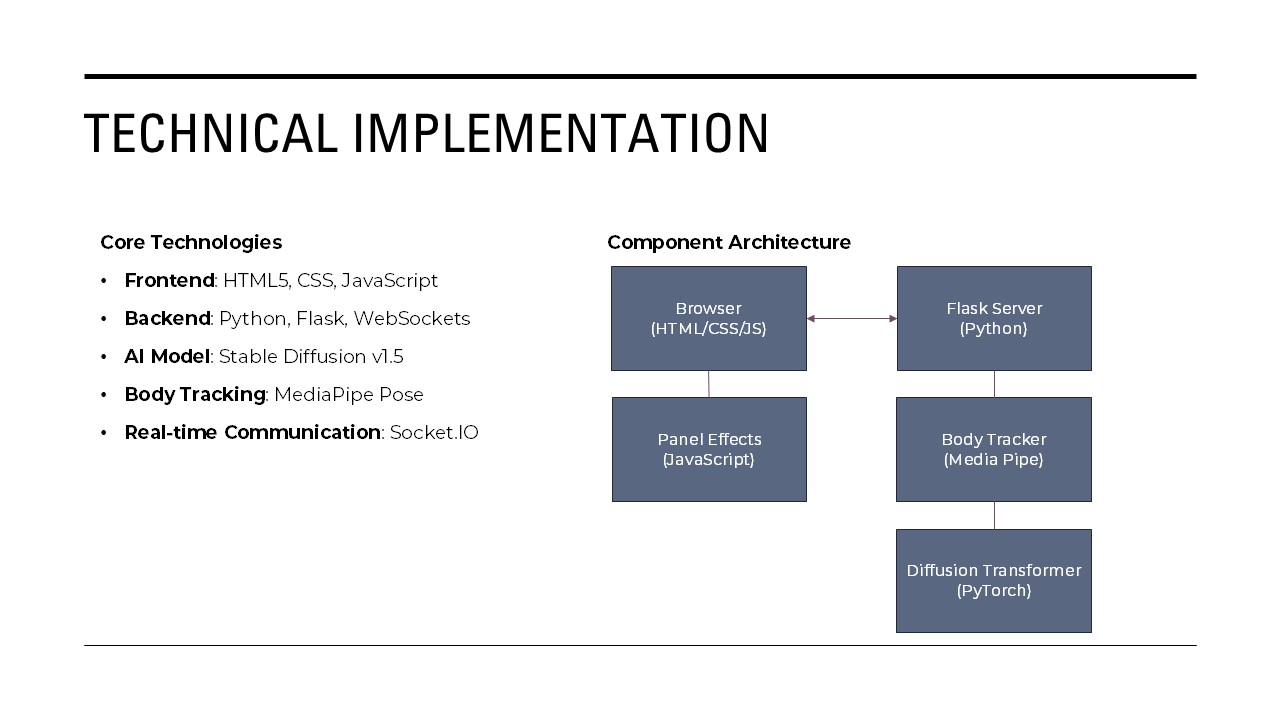 TECHNICAL IMPLEMENTATION
Core Technologies
• Frontend: HTML5, CSS, JavaScript
• Backend: Python, Flask, WebSockets
• AI Model: Stable Diffusion v1.5
• Body Tracking: MediaPipe Pose
• Real-time Communication: Socket.IO
Component Architecture
Browser
(HTML/CSS/JS)
Flask Server
(Python)
Panel Effects
(JavaScript)
Body Tracker
(Media Pipe)
Diffusion Transformer
(PyTorch)